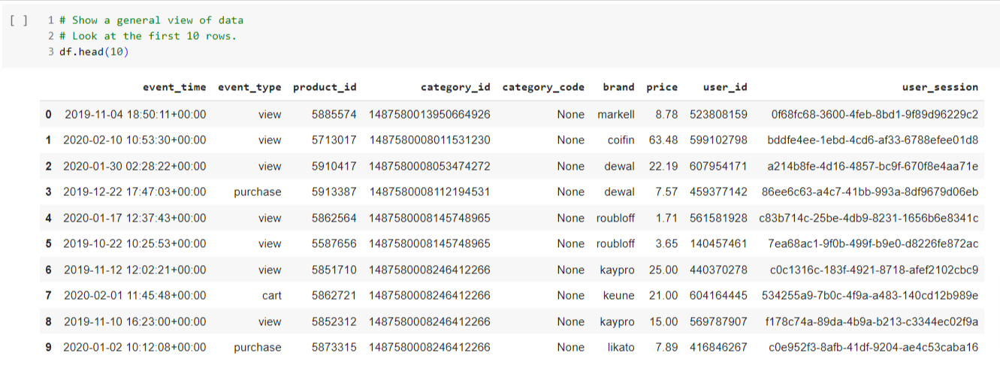 [ ] 1 # Show a general view of data
2 # Look at the first 10 rows.
3 df.head(10)
event_time event_type product_id category_id category_code brand price user_id user_session
0 2019-11-04 18:50:11+00:00 view 5885574 1487580013950664926 None markell 8.78 523808159 0f68fc68-3600-4feb-8bd1-9f89d96229c2
1 2020-02-10 10:53:30+00:00 view 5713017 1487580008011531230 None coifin 63.48 599102798 bddfe4ee-1ebd-4cd6-af33-6788efee01d8
2 2020-01-30 02:28:22+00:00 view 5910417 1487580008053474272 None dewal 22.19 607954171 a214b8fe-4d16-4857-bc9f-670f8e4aa71e
3 2019-12-22 17:47:03+00:00 purchase 5913387 1487580008112194531 None dewal 7.57 459377142 86ee6c63-a4c7-41bb-993a-8df9679d06eb
4 2020-01-17 12:37:43+00:00 view 5862564 1487580008145748965 None roubloff 1.71 561581928 c83b714c-25be-4db9-8231-1656b6e8341c
5 2019-10-22 10:25:53+00:00 view 5587656 1487580008145748965 None roubloff 3.65 140457461 7ea68ac1-9f0b-499f-b9e0-d8226fe872ac
6 2019-11-12 12:02:21+00:00 view 5851710 1487580008246412266 None kaypro 25.00 440370278 c0c1316c-183f-4921-8718-afef2102cbc9
7 2020-02-01 11:45:48+00:00 cart 5862721 1487580008246412266 None keune 21.00 604164445 534255a9-7b0c-4f9a-a483-140cd12b989e
8 2019-11-10 16:23:00+00:00 view 5852312 1487580008246412266 None kaypro 15.00 569787907 f178c74a-89da-4b9a-b213-c3344ec02f9a
9 2020-01-02 10:12:08+00:00 purchase 5873315 1487580008246412266 None likato 7.89 416846267 c0e952f3-8afb-41df-9204-ae4c53caba16